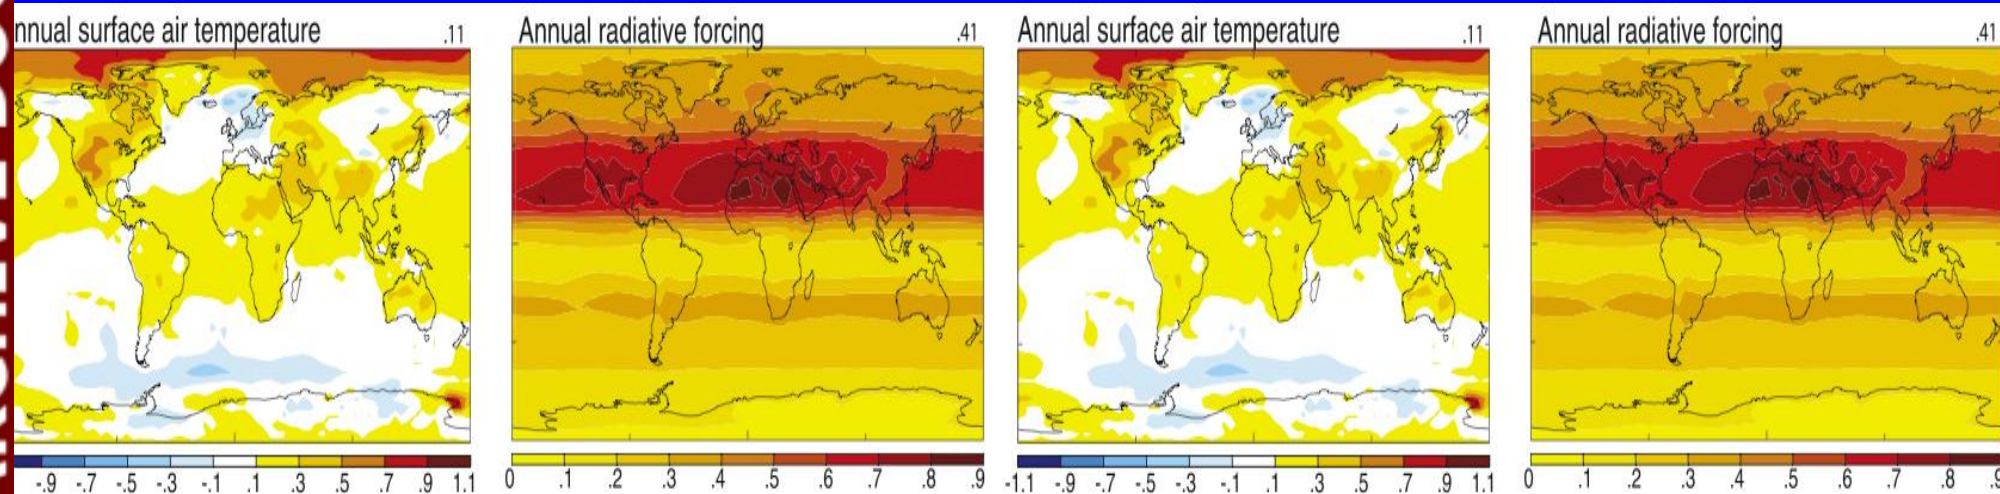 nnual surface air temperature .11
Annual radiative forcing .41
Annual surface air temperature .11
Annual radiative forcing .41
-.9 -.7 -.5 -.3 -.1 .1 .3 .5 .7 .9 1.1
0 .1 .2 .3 .4 .5 .6 .7 .8 .9
-1.1 -.9 -.7 -.5 -.3 -.1 .1 .3 .5 .7 .9 1.1
0 .1 .2 .3 .4 .5 .6 .7 .8 .9